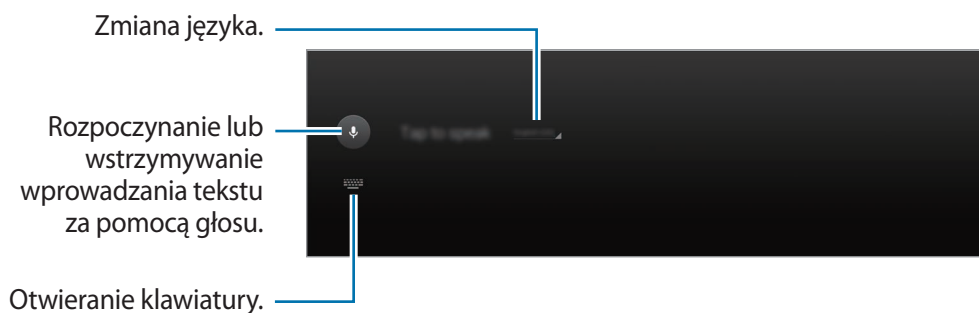 Zmiana języka.
Rozpoczynanie lub
wstrzymywanie
wprowadzania tekstu
za pomocą głosu.
Tap to speak
Otwieranie klawiatury.